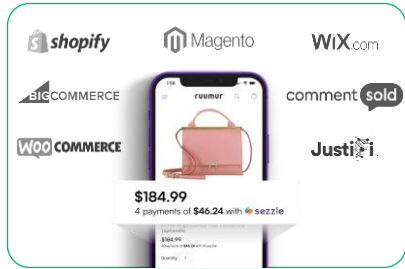 shopify
Magento
WiX.com
BIGCOMMERCE
comment sold
WOO COMMERCE
Justifi
ruumur
$184.99
4 payments of $46.24 with sezzle
$184.99
Quantity: 1